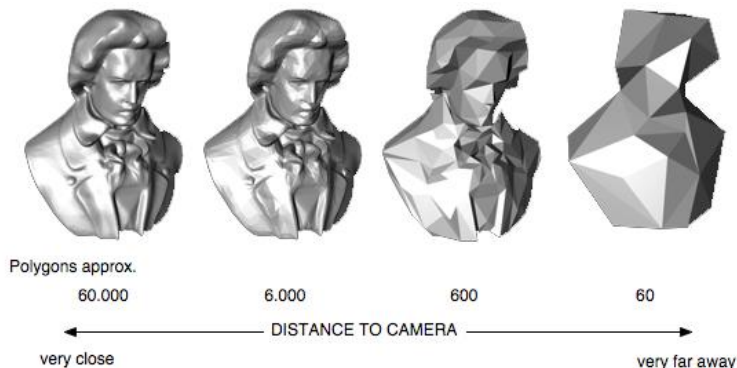 Polygons approx.
60.000 6.000 600 60
DISTANCE TO CAMERA
very close very far away